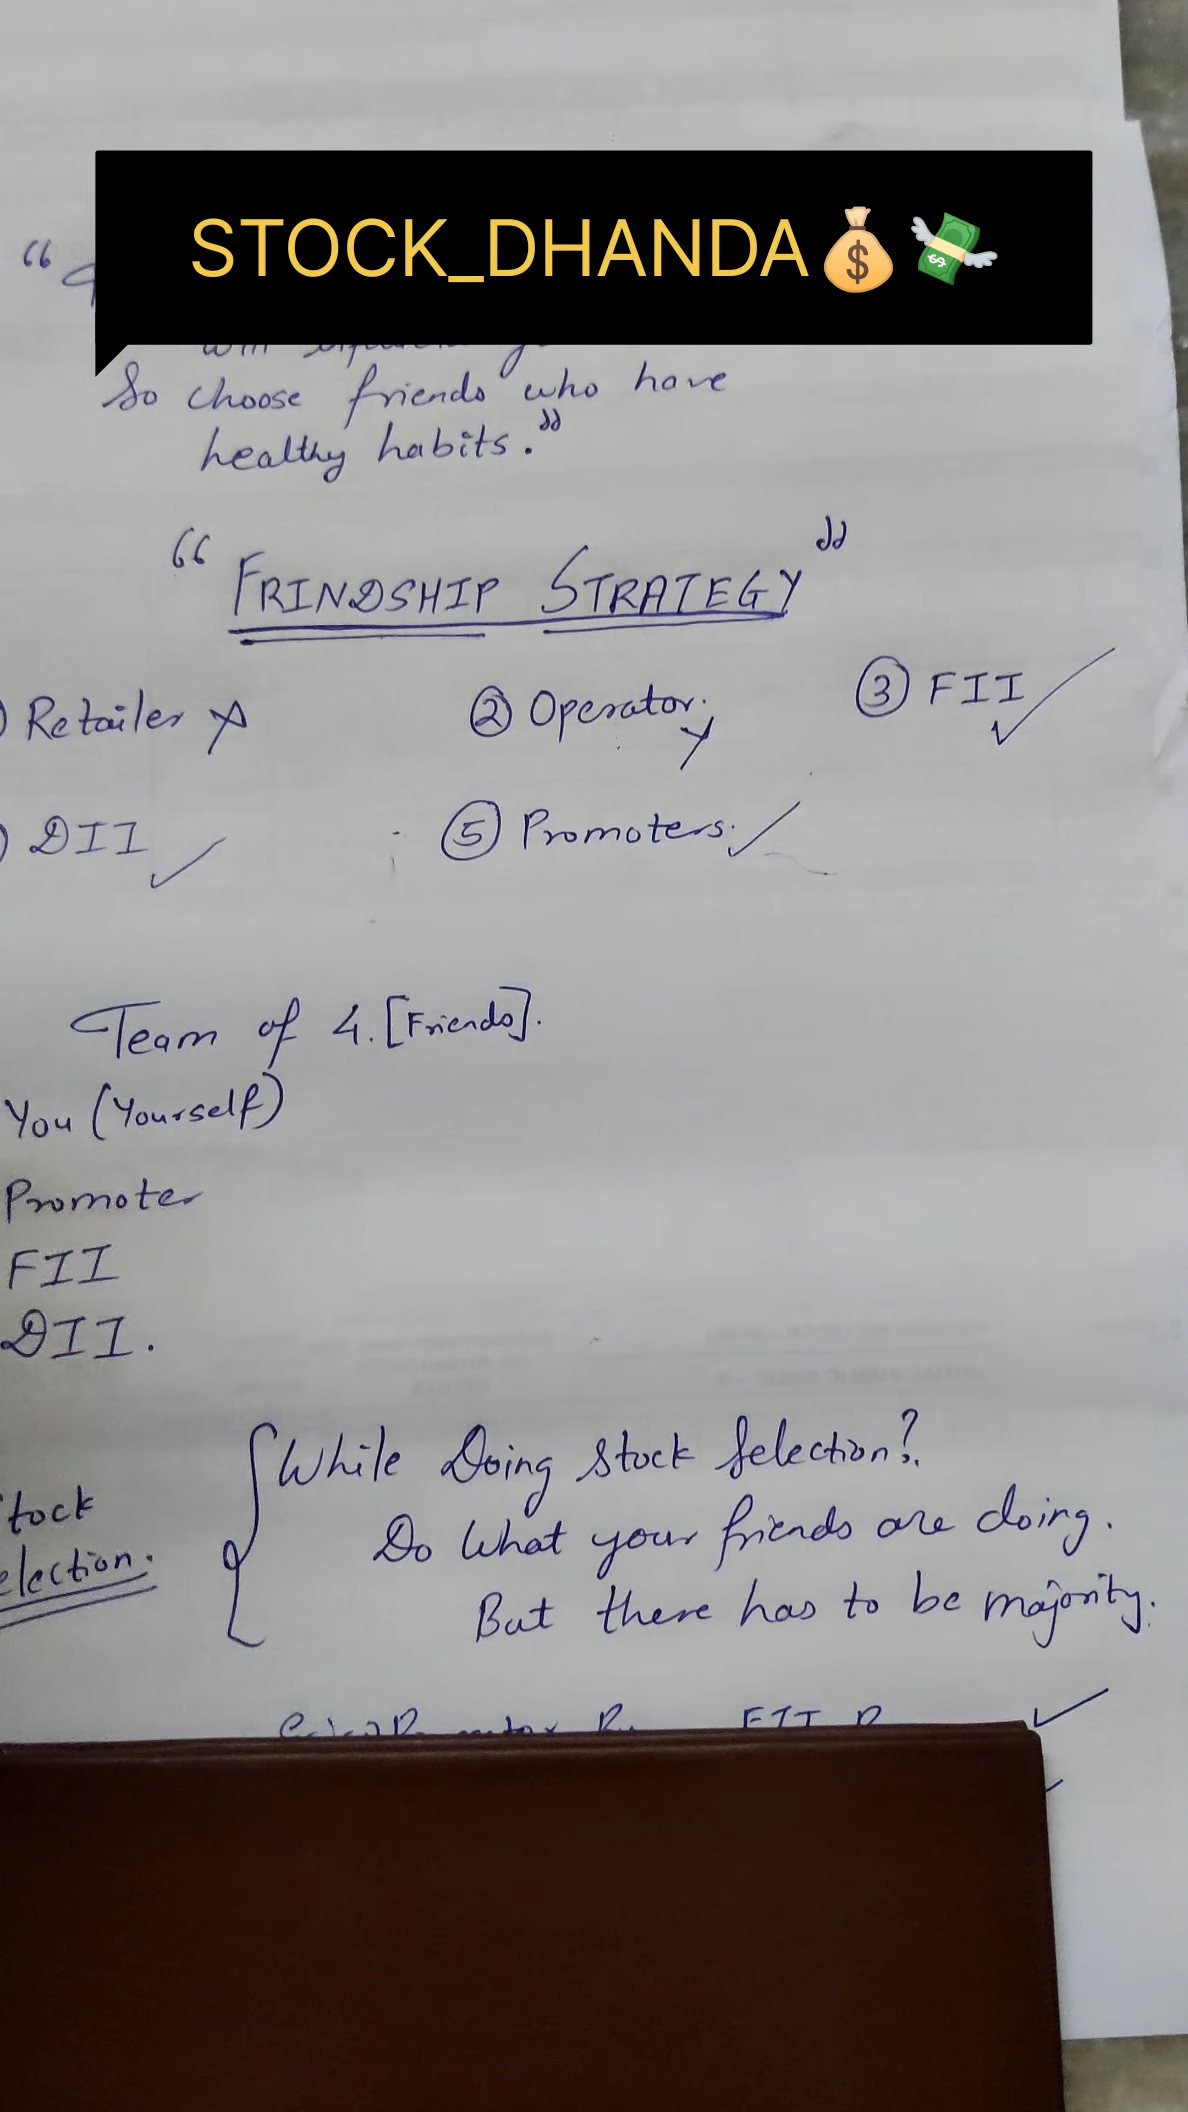 STOCK_DHANDA💰💸
“
So choose friends who have
healthy habits.”
“FRINDSHIP STRATEGY”
Retailer
② Operator.
③ FII ✓
DII ✓
⑤ Promoters. ✓
Team of 4. [Friends].
You (Yourself)
Promoter
FII
DII.
{ While Doing Stock Selection?
Do What your friends are doing.
But there has to be majority.
tock
election.
FII